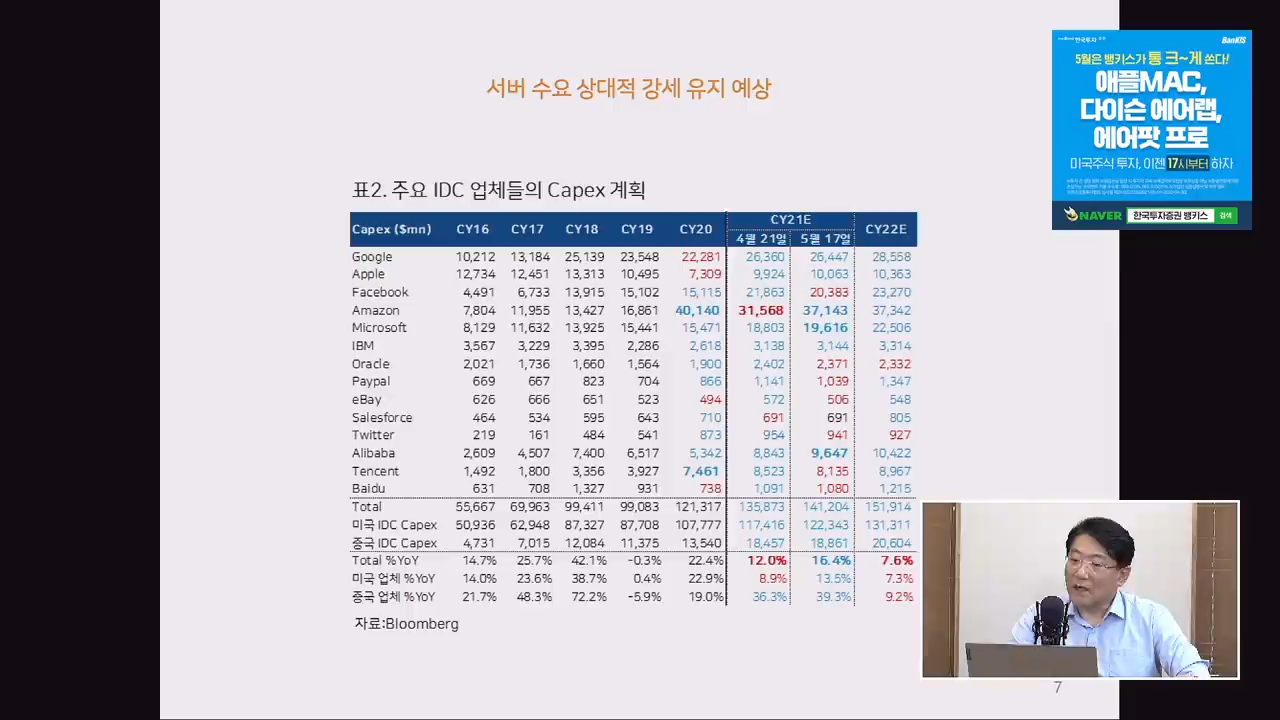 서버 수요 상대적 강세 유지 예상
표2. 주요 IDC 업체들의 Capex 계획
Capex ($mn) CY16 CY17 CY18 CY19 CY20 CY21E CY22E
4월 21일 5월 17일
Google 10,212 13,184 25,139 23,548 22,281 26,360 26,447 28,558
Apple 12,734 12,451 13,313 10,495 7,309 9,924 10,063 10,363
Facebook 4,491 6,733 13,915 15,102 15,115 21,863 20,383 23,270
Amazon 7,804 11,955 13,427 16,861 40,140 31,568 37,143 37,342
Microsoft 8,129 11,632 13,925 15,441 15,471 18,803 19,616 22,506
IBM 3,567 3,229 3,395 2,286 2,618 3,138 3,144 3,314
Oracle 2,021 1,736 1,660 1,564 1,900 2,402 2,371 2,332
Paypal 669 667 823 704 866 1,141 1,039 1,347
eBay 626 666 651 523 494 572 506 548
Salesforce 464 534 595 643 710 691 691 805
Twitter 219 161 484 541 873 954 941 927
Alibaba 2,609 4,507 7,400 6,517 5,342 8,843 9,647 10,422
Tencent 1,492 1,800 3,356 3,927 7,461 8,523 8,135 8,967
Baidu 631 708 1,327 931 738 1,091 1,080 1,215
Total 55,667 69,963 99,411 99,083 121,317 135,873 141,204 151,914
미국 IDC Capex 50,936 62,948 87,327 87,708 107,777 117,416 122,343 131,311
중국 IDC Capex 4,731 7,015 12,084 11,375 13,540 18,457 18,861 20,604
Total %YoY 14.7% 25.7% 42.1% -0.3% 22.4% 12.0% 16.4% 7.6%
미국 업체 %YoY 14.0% 23.6% 38.7% 0.4% 22.9% 8.9% 13.5% 7.3%
중국 업체 %YoY 21.7% 48.3% 72.2% -5.9% 19.0% 36.3% 39.3% 9.2%
자료:Bloomberg
7
한국투자
BanKIS
5월은 뱅키스가 통 크~게 쏜다!
애플MAC,
다이슨 에어랩,
에어팟 프로
미국주식 투자, 이젠 17시부터 하자
NAVER 한국투자증권 뱅키스 검색